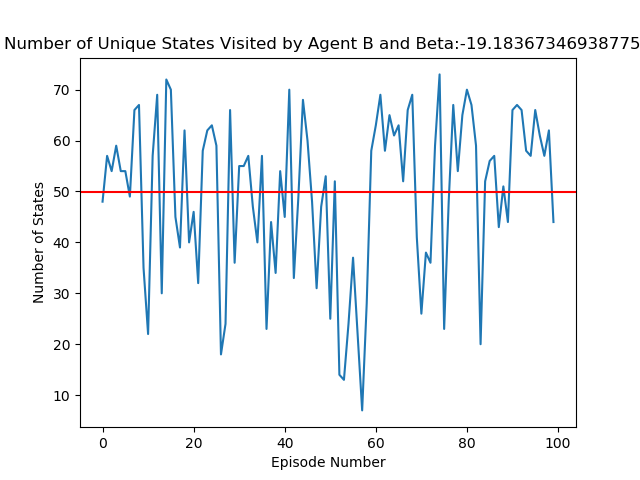 Number of Unique States Visited by Agent B and Beta:-19.18367346938775
70
60
50
40
30
20
10
Number of States
0 20 40 60 80 100
Episode Number